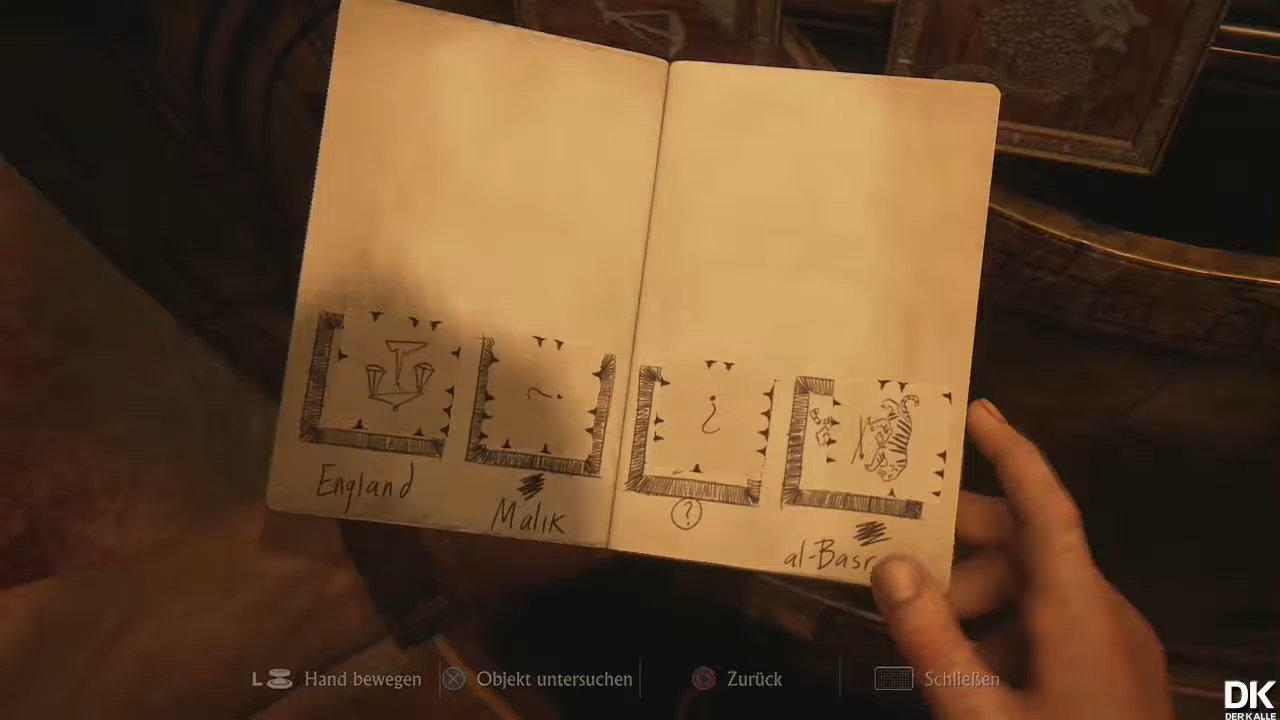 England
Malik
?
al-Basr
L Hand bewegen
Objekt untersuchen
Zurück
Schließen
DK
DERKALLE